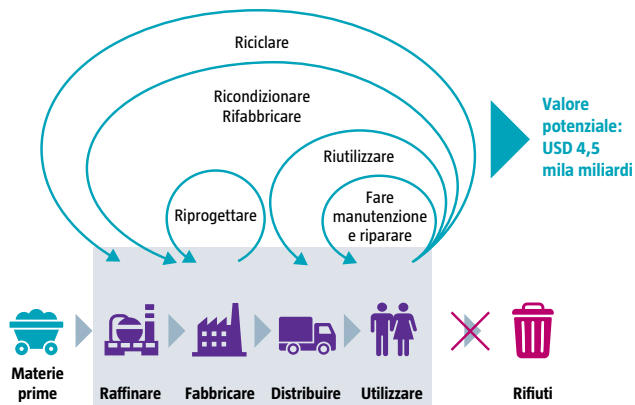 Riciclare
Ricondizionare
Rifabbricare
Riutilizzare
Riprogettare
Fare
manutenzione
e riparare
Valore
potenziale:
USD 4,5
mila miliardi
Materie
prime
Raffinare
Fabbricare
Distribuire
Utilizzare
Rifiuti